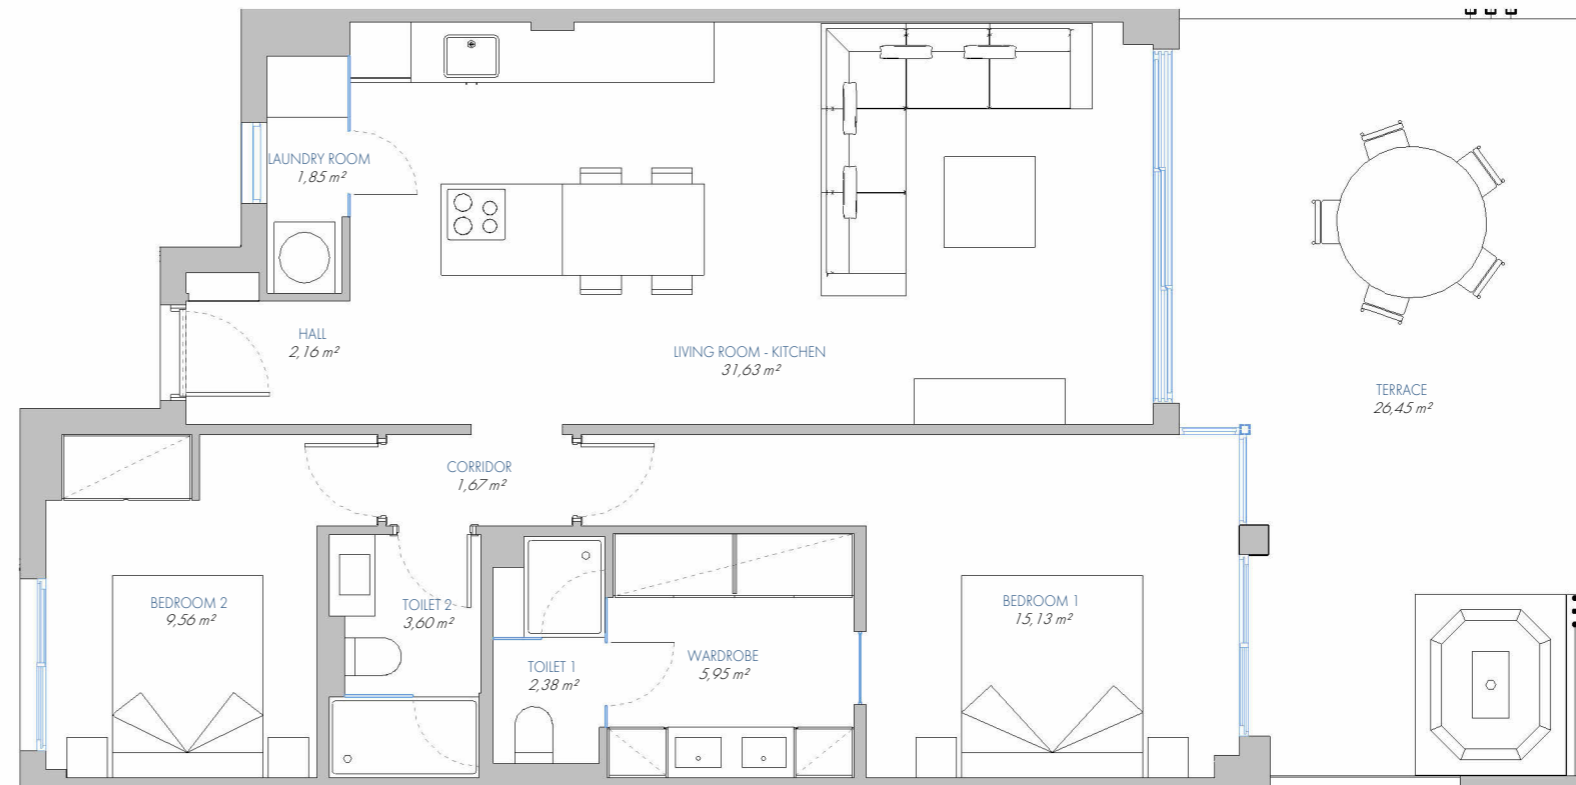 LAUNDRY ROOM
1,85 m²
HALL
2,16 m²
LIVING ROOM - KITCHEN
31,63 m²
TERRACE
26,45 m²
CORRIDOR
1,67 m²
BEDROOM 2
9,56 m²
TOILET 2
3,60 m²
BEDROOM 1
15,13 m²
TOILET 1
2,38 m²
WARDROBE
5,95 m²